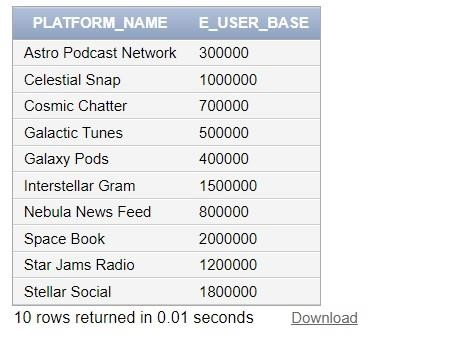 PLATFORM_NAME E_USER_BASE
Astro Podcast Network 300000
Celestial Snap 1000000
Cosmic Chatter 700000
Galactic Tunes 500000
Galaxy Pods 400000
Interstellar Gram 1500000
Nebula News Feed 800000
Space Book 2000000
Star Jams Radio 1200000
Stellar Social 1800000
10 rows returned in 0.01 seconds Download